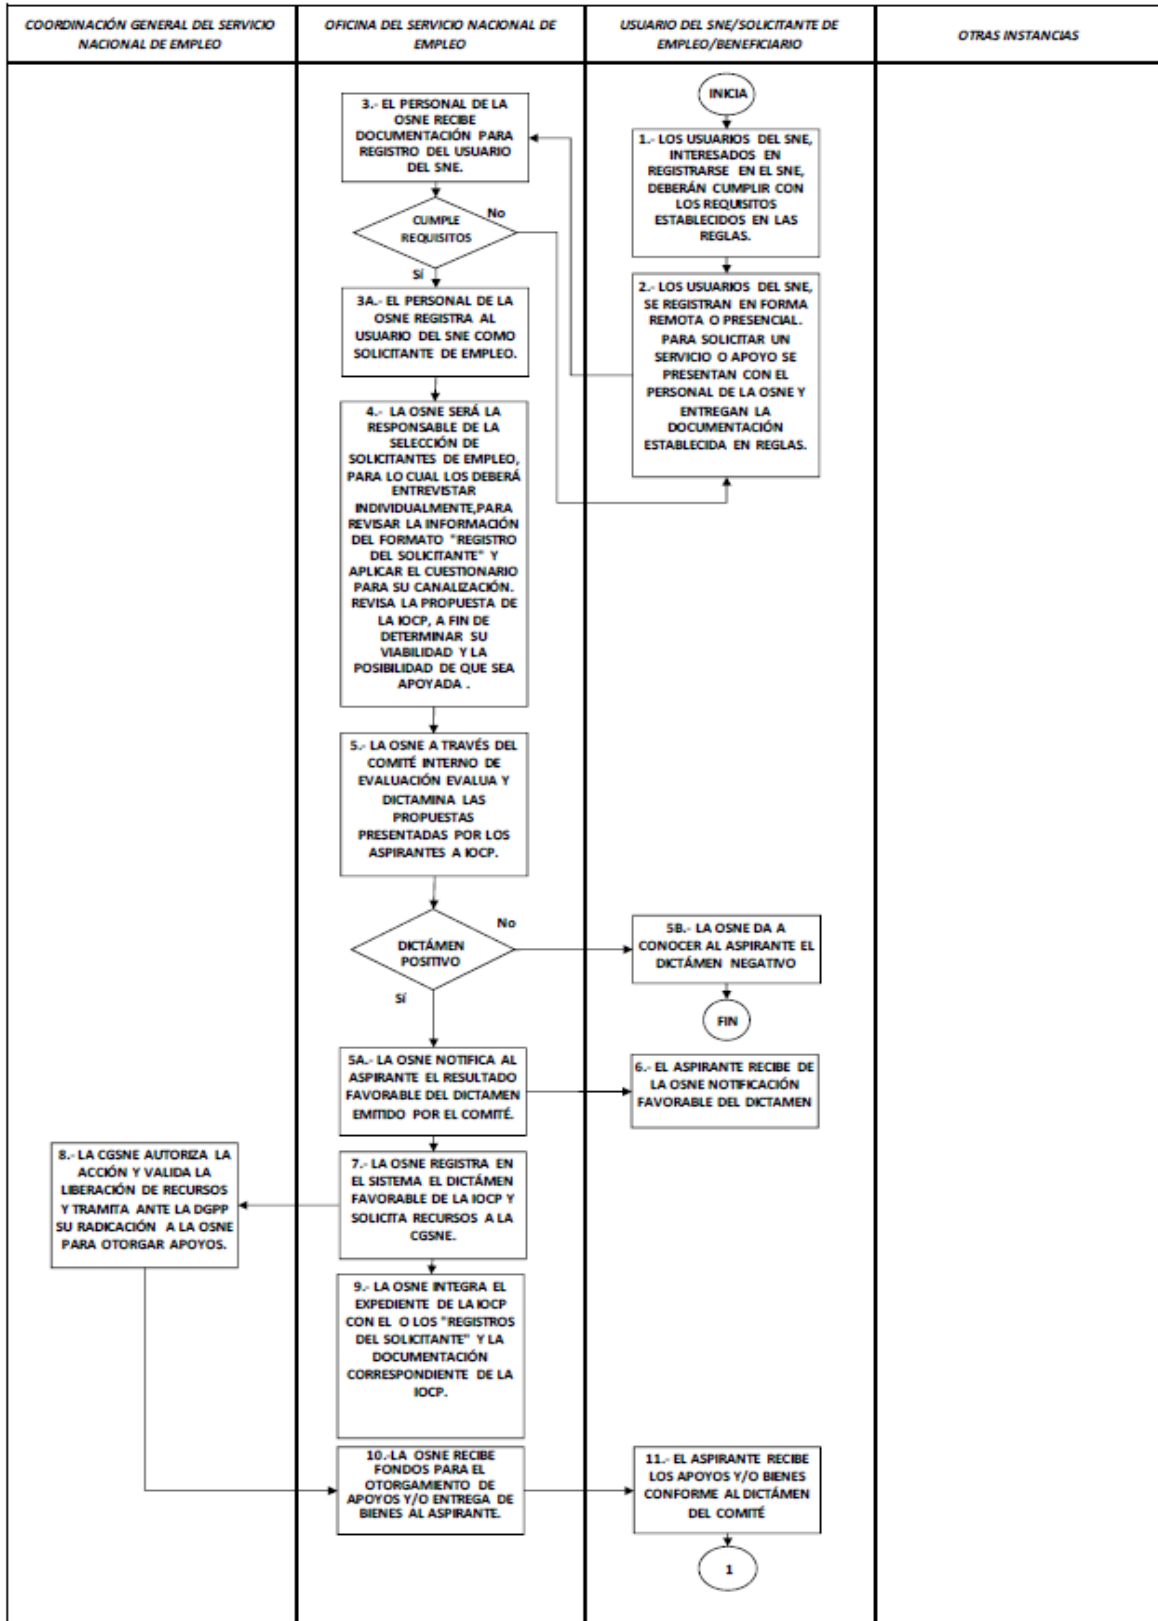 COORDINACIÓN GENERAL DEL SERVICIO
NACIONAL DE EMPLEO
OFICINA DEL SERVICIO NACIONAL DE
EMPLEO
USUARIO DEL SNE/SOLICITANTE DE
EMPLEO/BENEFICIARIO
OTRAS INSTANCIAS
INICIA
1.- LOS USUARIOS DEL SNE,
INTERESADOS EN
REGISTRARSE EN EL SNE,
DEBERÁN CUMPLIR CON
LOS REQUISITOS
ESTABLECIDOS EN LAS
REGLAS.
2.- LOS USUARIOS DEL SNE,
SE REGISTRAN EN FORMA
REMOTA O PRESENCIAL.
PARA SOLICITAR UN
SERVICIO O APOYO SE
PRESENTAN CON EL
PERSONAL DE LA OSNE Y
ENTREGAN LA
DOCUMENTACIÓN
ESTABLECIDA EN REGLAS.
3.- EL PERSONAL DE LA
OSNE RECIBE
DOCUMENTACIÓN PARA
REGISTRO DEL USUARIO
DEL SNE.
CUMPLE
REQUISITOS
No
Sí
3A.- EL PERSONAL DE LA
OSNE REGISTRA AL
USUARIO DEL SNE COMO
SOLICITANTE DE EMPLEO.
4.- LA OSNE SERÁ LA
RESPONSABLE DE LA
SELECCIÓN DE
SOLICITANTES DE EMPLEO,
PARA LO CUAL LOS DEBERÁ
ENTREVISTAR
INDIVIDUALMENTE,PARA
REVISAR LA INFORMACIÓN
DEL FORMATO "REGISTRO
DEL SOLICITANTE" Y
APLICAR EL CUESTIONARIO
PARA SU CANALIZACIÓN.
REVISA LA PROPUESTA DE
LA IOCP, A FIN DE
DETERMINAR SU
VIABILIDAD Y LA
POSIBILIDAD DE QUE SEA
APOYADA .
5.- LA OSNE A TRAVÉS DEL
COMITÉ INTERNO DE
EVALUACIÓN EVALUA Y
DICTAMINA LAS
PROPUESTAS
PRESENTADAS POR LOS
ASPIRANTES A IOCP.
DICTÁMEN
POSITIVO
No
Sí
5B.- LA OSNE DA A
CONOCER AL ASPIRANTE EL
DICTÁMEN NEGATIVO
FIN
5A.- LA OSNE NOTIFICA AL
ASPIRANTE EL RESULTADO
FAVORABLE DEL DICTAMEN
EMITIDO POR EL COMITÉ.
6.- EL ASPIRANTE RECIBE DE
LA OSNE NOTIFICACIÓN
FAVORABLE DEL DICTAMEN
7.- LA OSNE REGISTRA EN
EL SISTEMA EL DICTÁMEN
FAVORABLE DE LA IOCP Y
SOLICITA RECURSOS A LA
CGSNE.
8.- LA CGSNE AUTORIZA LA
ACCIÓN Y VALIDA LA
LIBERACIÓN DE RECURSOS
Y TRAMITA ANTE LA DGPP
SU RADICACIÓN A LA OSNE
PARA OTORGAR APOYOS.
9.- LA OSNE INTEGRA EL
EXPEDIENTE DE LA IOCP
CON EL O LOS "REGISTROS
DEL SOLICITANTE" Y LA
DOCUMENTACIÓN
CORRESPONDIENTE DE LA
IOCP.
10.-LA OSNE RECIBE
FONDOS PARA EL
OTORGAMIENTO DE
APOYOS Y/O ENTREGA DE
BIENES AL ASPIRANTE.
11.- EL ASPIRANTE RECIBE
LOS APOYOS Y/O BIENES
CONFORME AL DICTÁMEN
DEL COMITÉ
1